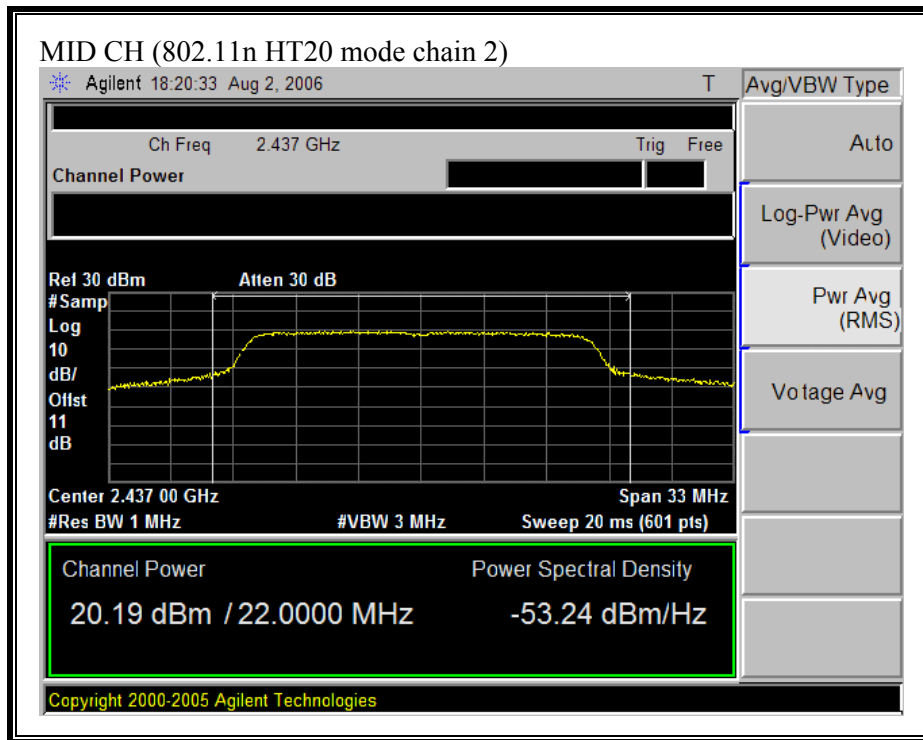 MID CH (802.11n HT20 mode chain 2)
Agilent 18:20:33 Aug 2, 2006 T
Avg/VBW Type
Ch Freq 2.437 GHz Trig Free
Channel Power
Auto
Log-Pwr Avg
(Video)
Pwr Avg
(RMS)
Voltage Avg
Ref 30 dBm Atten 30 dB
#Samp
Log
10
dB/
Offst
11
dB
Center 2.437 00 GHz Span 33 MHz
#Res BW 1 MHz #VBW 3 MHz Sweep 20 ms (601 pts)
Channel Power Power Spectral Density
20.19 dBm / 22.0000 MHz -53.24 dBm/Hz
Copyright 2000-2005 Agilent Technologies